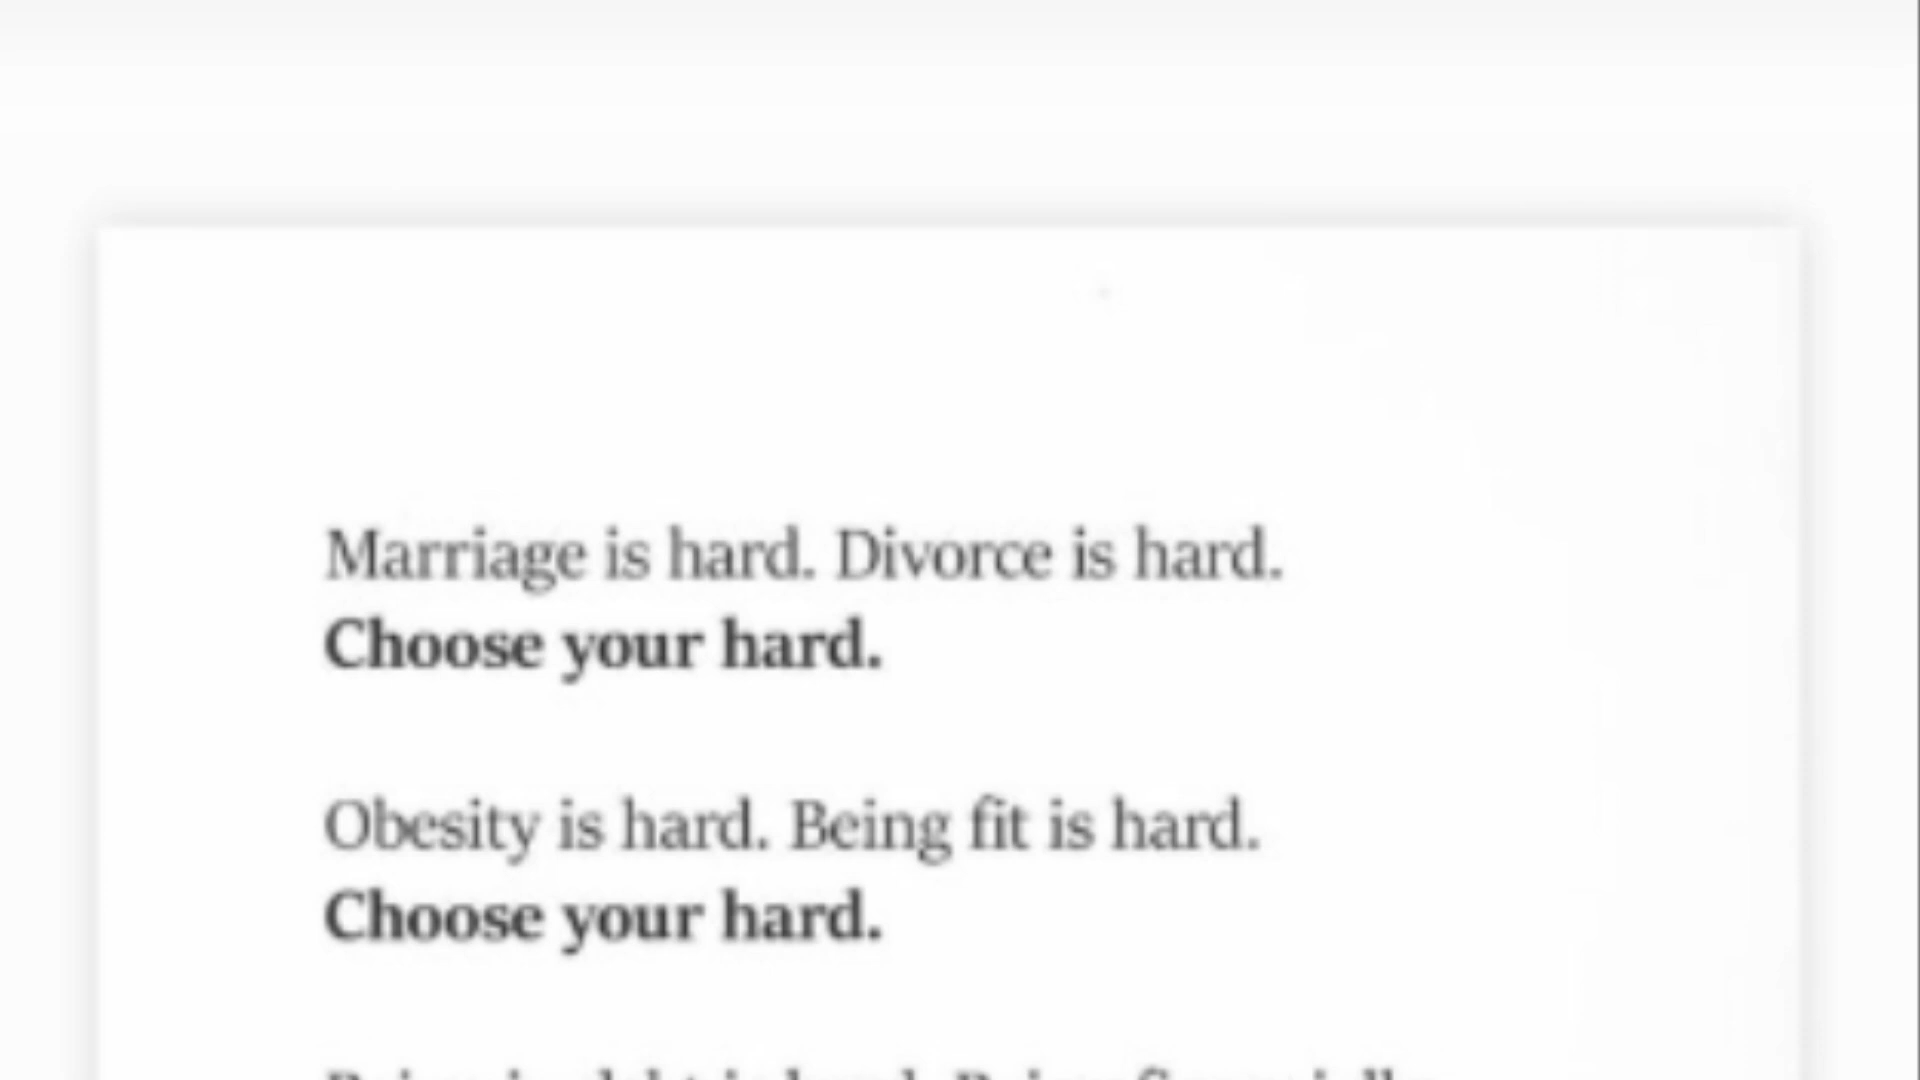 Marriage is hard. Divorce is hard.
Choose your hard.
Obesity is hard. Being fit is hard.
Choose your hard.